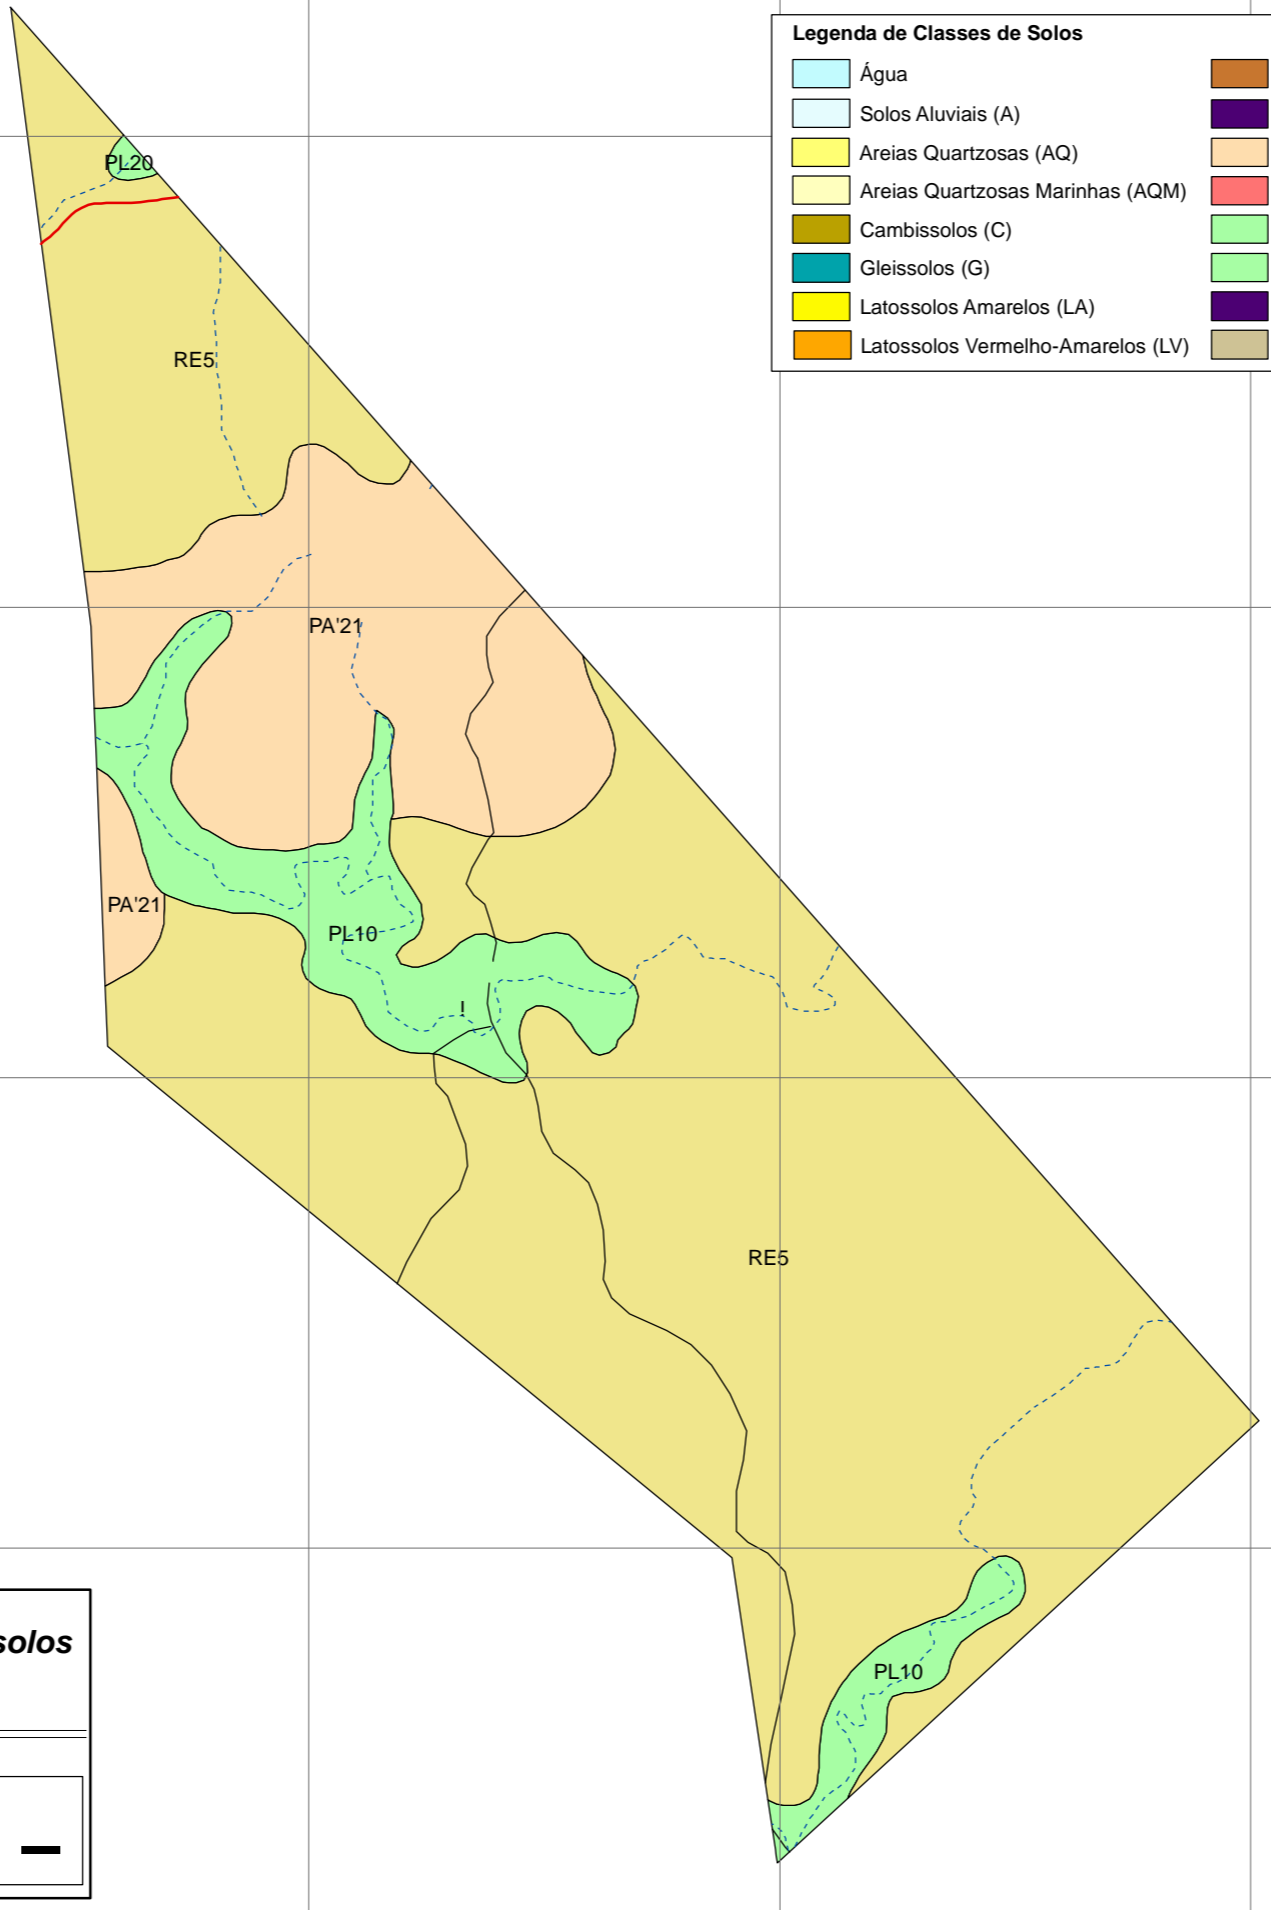 Legenda de Classes de Solos
Água
Solos Aluviais (A)
Areias Quartzosas (AQ)
Areias Quartzosas Marinhas (AQM)
Cambissolos (C)
Gleissolos (G)
Latossolos Amarelos (LA)
Latossolos Vermelho-Amarelos (LV)
PL20
RE5
PA'21
PA'21
PL10
!
RE5
solos
PL10